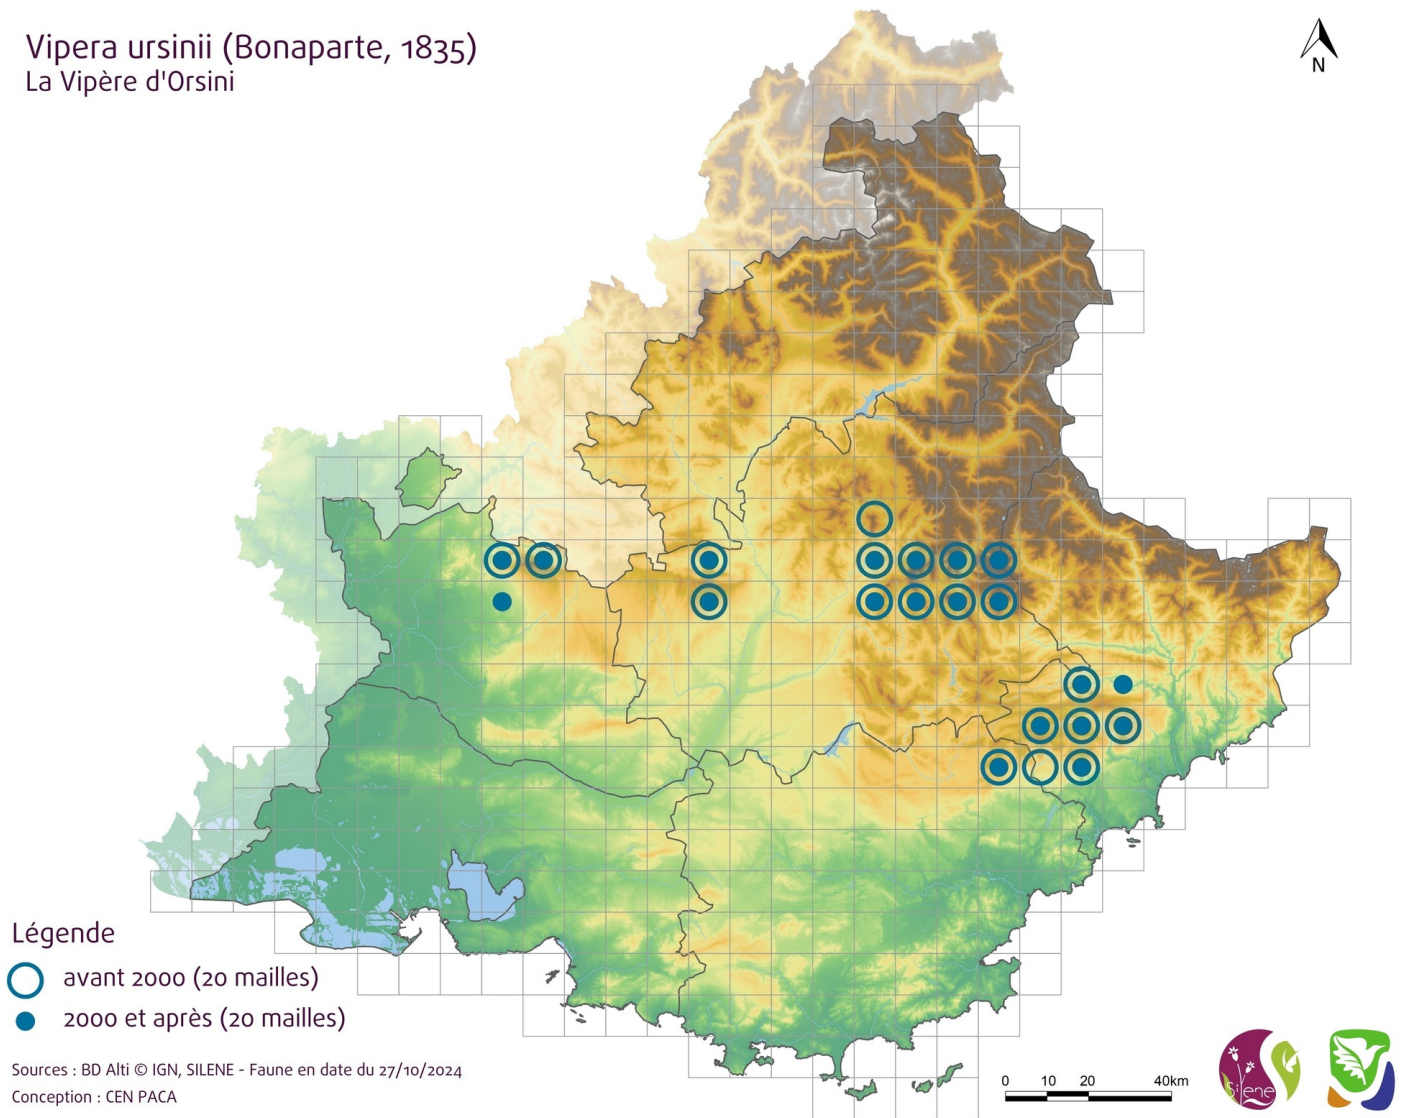 Vipera ursinii (Bonaparte, 1835)
La Vipère d'Orsini
N
Légende
avant 2000 (20 mailles)
2000 et après (20 mailles)
Sources : BD Alti © IGN, SILENE - Faune en date du 27/10/2024
Conception : CEN PACA
0 10 20 40km
Silene